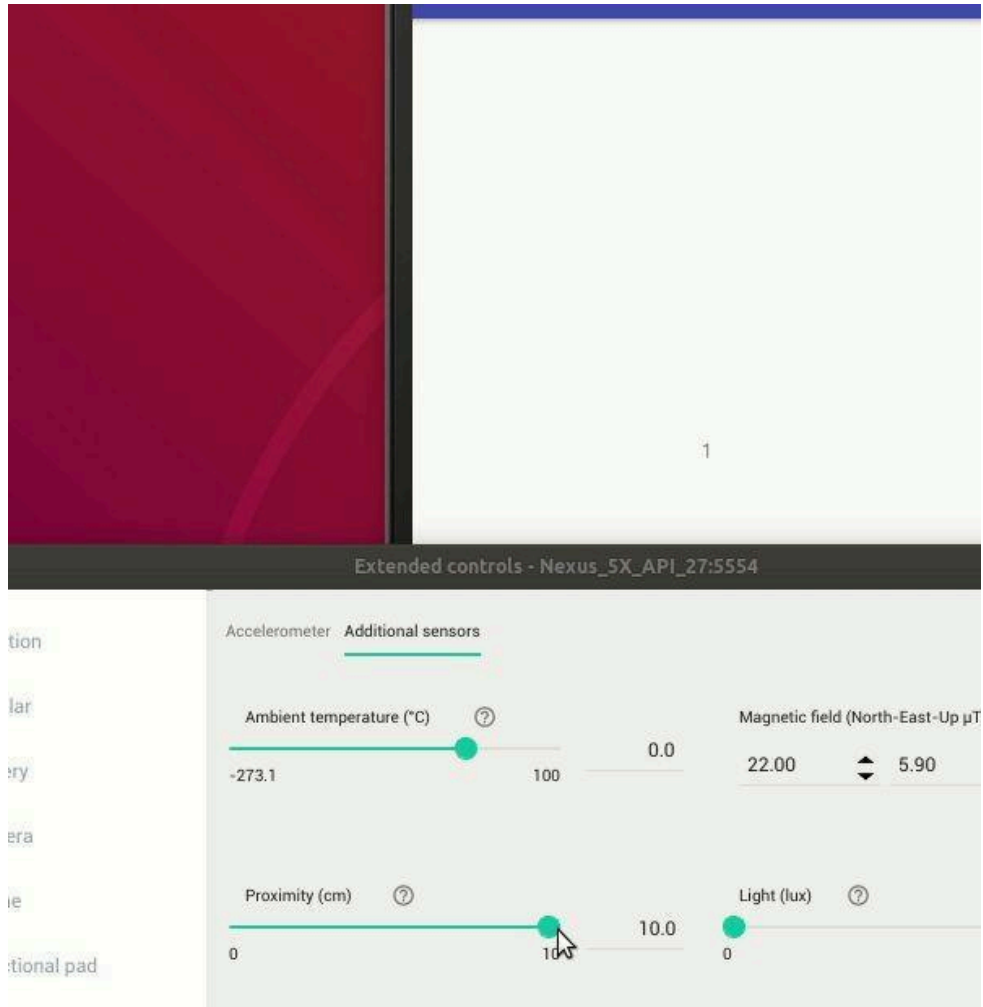 1
Extended controls - Nexus_5X_API_27:5554
tion
lar
ery
era
ne
ctional pad
Accelerometer Additional sensors
Ambient temperature (°C) ?
0.0
-273.1 100
Magnetic field (North-East-Up μT
22.00 5.90
Proximity (cm) ?
10.0
0
Light (lux) ?
0